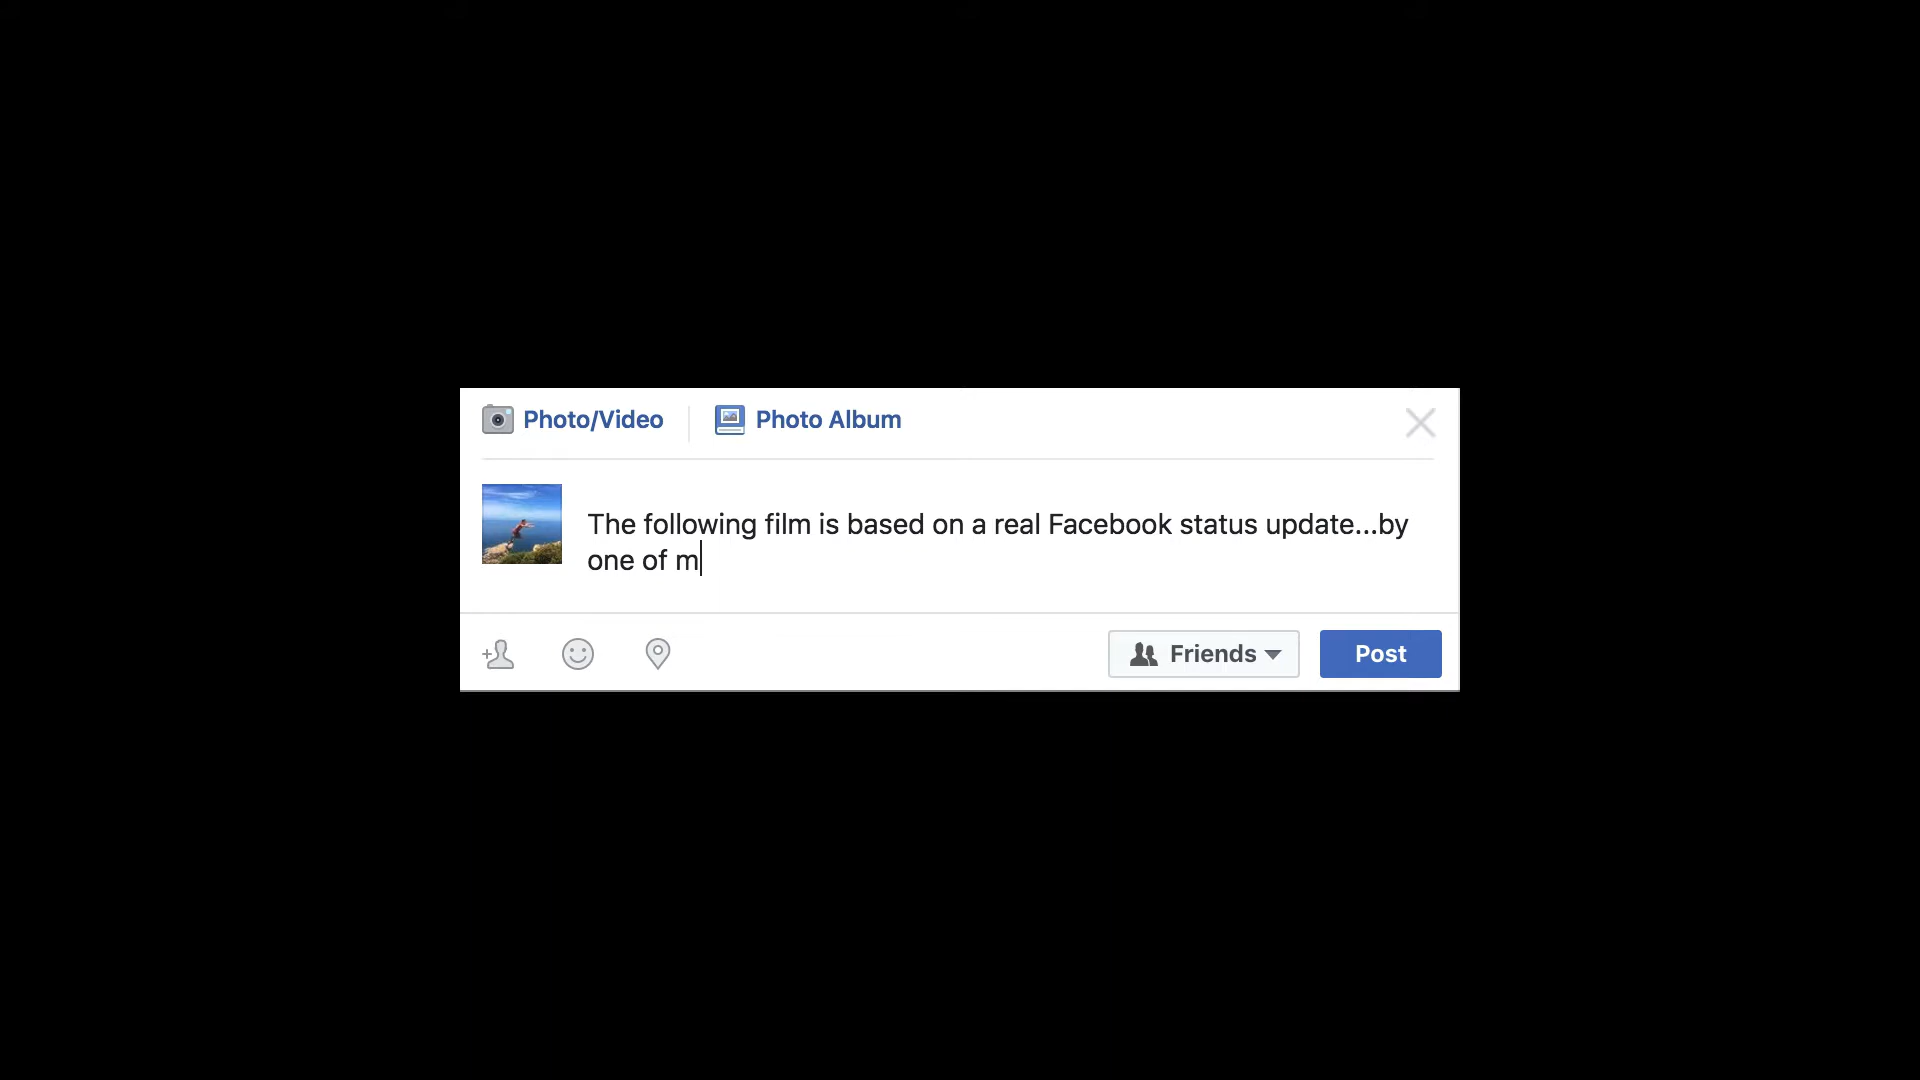 Photo/Video
Photo Album
The following film is based on a real Facebook status update...by
one of m
Friends
Post